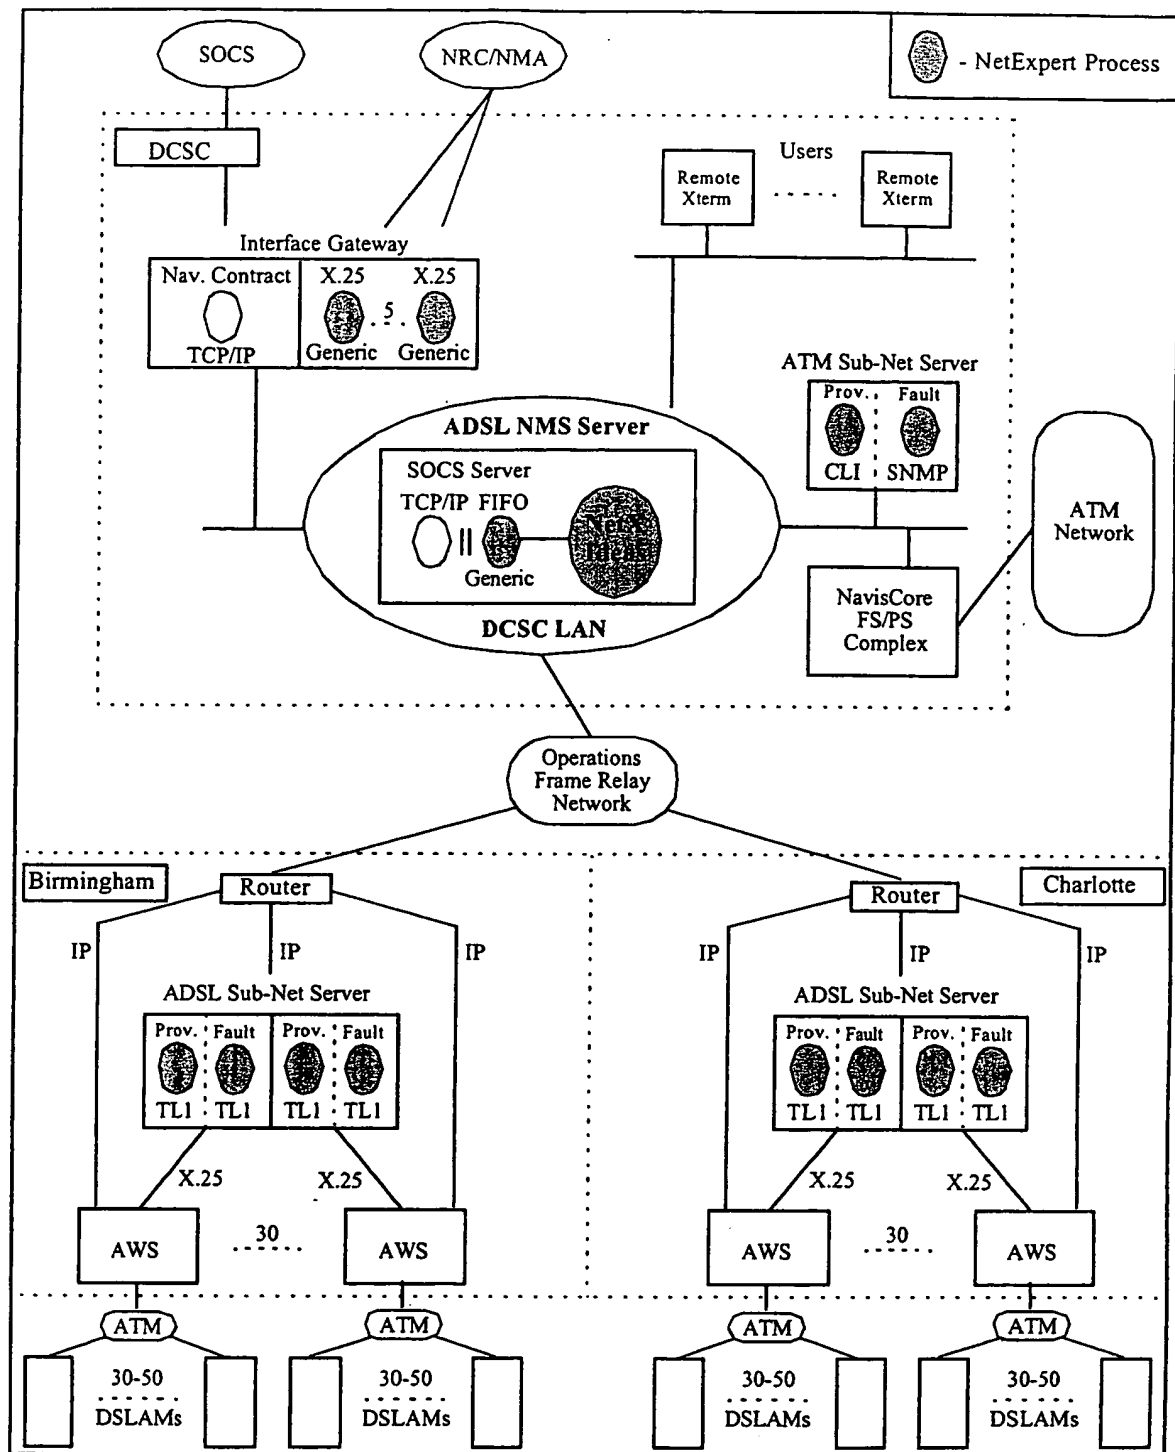 SOCS
NRC/NMA
- NetExpert Process
DCSC
Users
Remote
Xterm
Remote
Xterm
Interface Gateway
Nav. Contract
TCP/IP
X.25
X.25
5
Generic
Generic
ATM Sub-Net Server
Prov.
Fault
CLI
SNMP
ADSL NMS Server
SOCS Server
TCP/IP
FIFO
Generic
DCSC LAN
ATM
Network
NavisCore
FS/PS
Complex
Operations
Frame Relay
Network
Birmingham
Router
Router
Charlotte
IP
IP
IP
IP
IP
IP
ADSL Sub-Net Server
ADSL Sub-Net Server
Prov.
Fault
Prov.
Fault
Prov.
Fault
Prov.
Fault
TL1
TL1
TL1
TL1
TL1
TL1
TL1
TL1
X.25
X.25
X.25
X.25
AWS
30
AWS
AWS
30
AWS
ATM
ATM
ATM
ATM
30-50
DSLAMs
30-50
DSLAMs
30-50
DSLAMs
30-50
DSLAMs